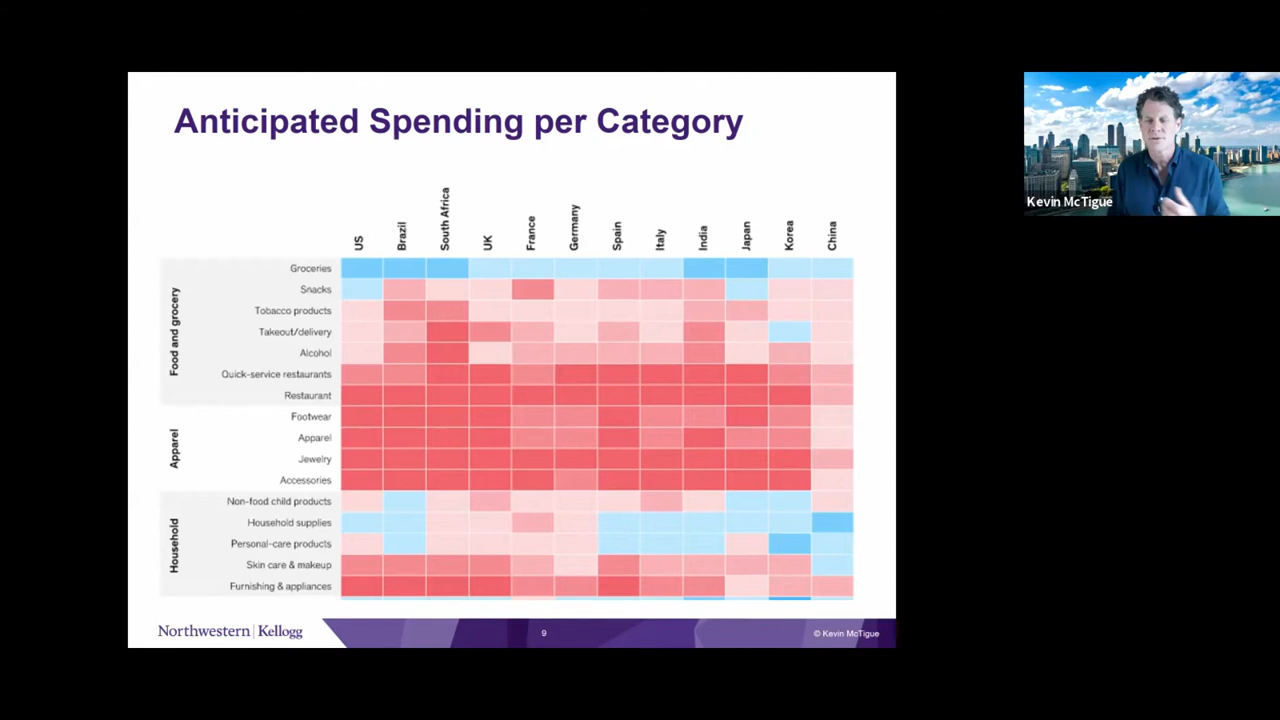 Anticipated Spending per Category
US
Brazil
South Africa
UK
France
Germany
Spain
Italy
India
Japan
Korea
China
Food and grocery
Groceries
Snacks
Tobacco products
Takeout/delivery
Alcohol
Quick-service restaurants
Restaurant
Apparel
Footwear
Apparel
Jewelry
Accessories
Household
Non-food child products
Household supplies
Personal-care products
Skin care & makeup
Furnishing & appliances
Northwestern | Kellogg
9
© Kevin McTigue
Kevin McTigue